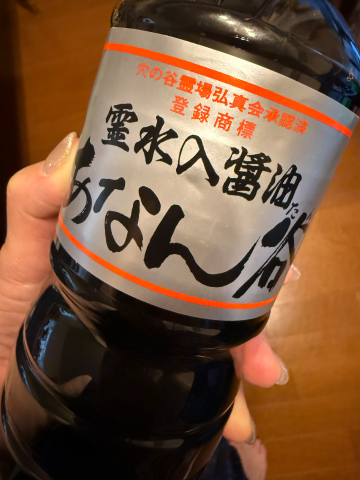 穴の谷霊場弘真会承認済
登録商標
霊水入醤油
あなん谷